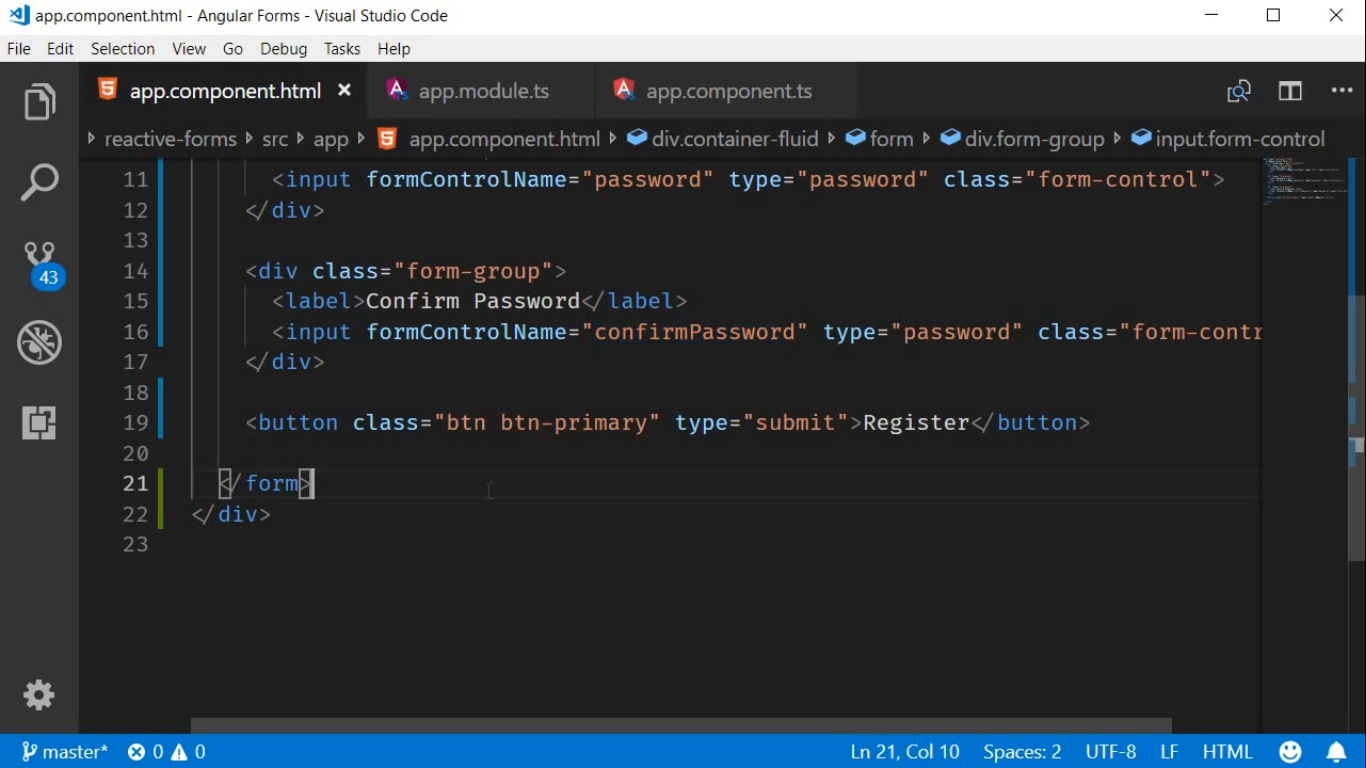 app.component.html - Angular Forms - Visual Studio Code
File Edit Selection View Go Debug Tasks Help
app.component.html app.module.ts app.component.ts
reactive-forms src app app.component.html div.container-fluid form div.form-group input.form-control
11 <input formControlName="password" type="password" class="form-control">
12 </div>
13
14 <div class="form-group">
15 <label>Confirm Password</label>
16 <input formControlName="confirmPassword" type="password" class="form-contr
17 </div>
18
19 <button class="btn btn-primary" type="submit">Register</button>
20
21 </form>
22 </div>
23
43
master* 0 0 Ln 21, Col 10 Spaces: 2 UTF-8 LF HTML